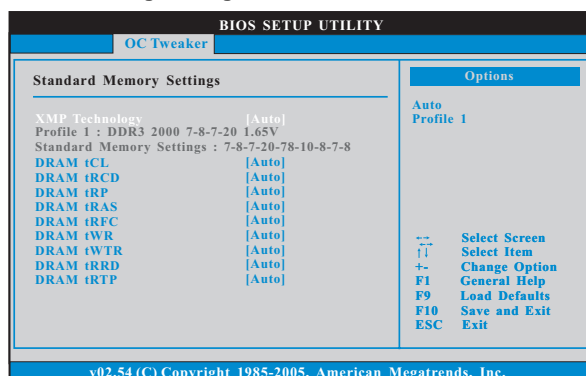 BIOS SETUP UTILITY
OC Tweaker
Standard Memory Settings
XMP Technology [Auto]
Profile 1 : DDR3 2000 7-8-7-20 1.65V
Standard Memory Settings : 7-8-7-20-78-10-8-7-8
DRAM tCL [Auto]
DRAM tRCD [Auto]
DRAM tRP [Auto]
DRAM tRAS [Auto]
DRAM tRFC [Auto]
DRAM tWR [Auto]
DRAM tWTR [Auto]
DRAM tRRD [Auto]
DRAM tRTP [Auto]
Options
Auto
Profile 1
←→ Select Screen
↑↓ Select Item
+- Change Option
F1 General Help
F9 Load Defaults
F10 Save and Exit
ESC Exit
v02.54 (C) Copyright 1985-2005, American Megatrends, Inc.